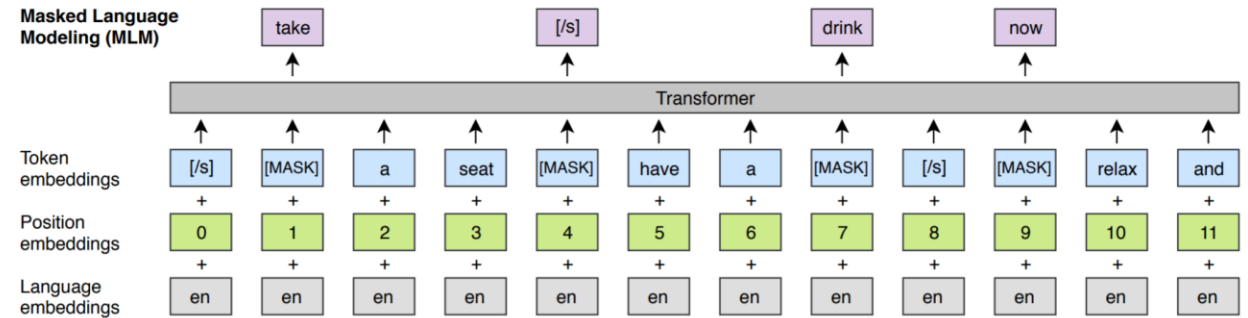 Masked Language
Modeling (MLM)
take [/s] drink now
Transformer
[/s] [MASK] a seat [MASK] have a [MASK] [/s] [MASK] relax and
Token
embeddings
+ + + + + + + + + + + +
Position
embeddings
0 1 2 3 4 5 6 7 8 9 10 11
+ + + + + + + + + + + +
Language
embeddings
en en en en en en en en en en en en